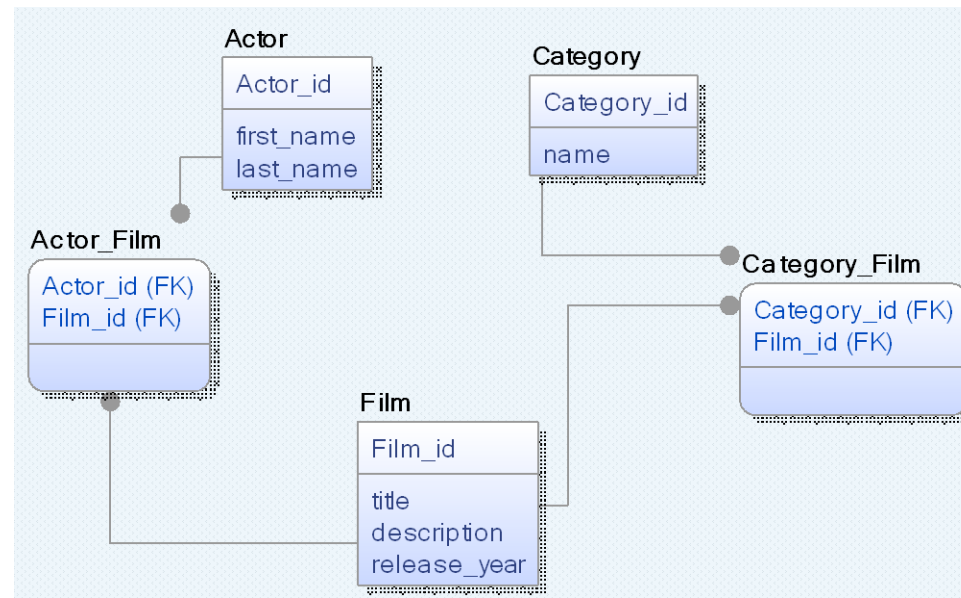 Actor
Actor_id
first_name
last_name
Category
Category_id
name
Actor_Film
Actor_id (FK)
Film_id (FK)
Category_Film
Category_id (FK)
Film_id (FK)
Film
Film_id
title
description
release_year